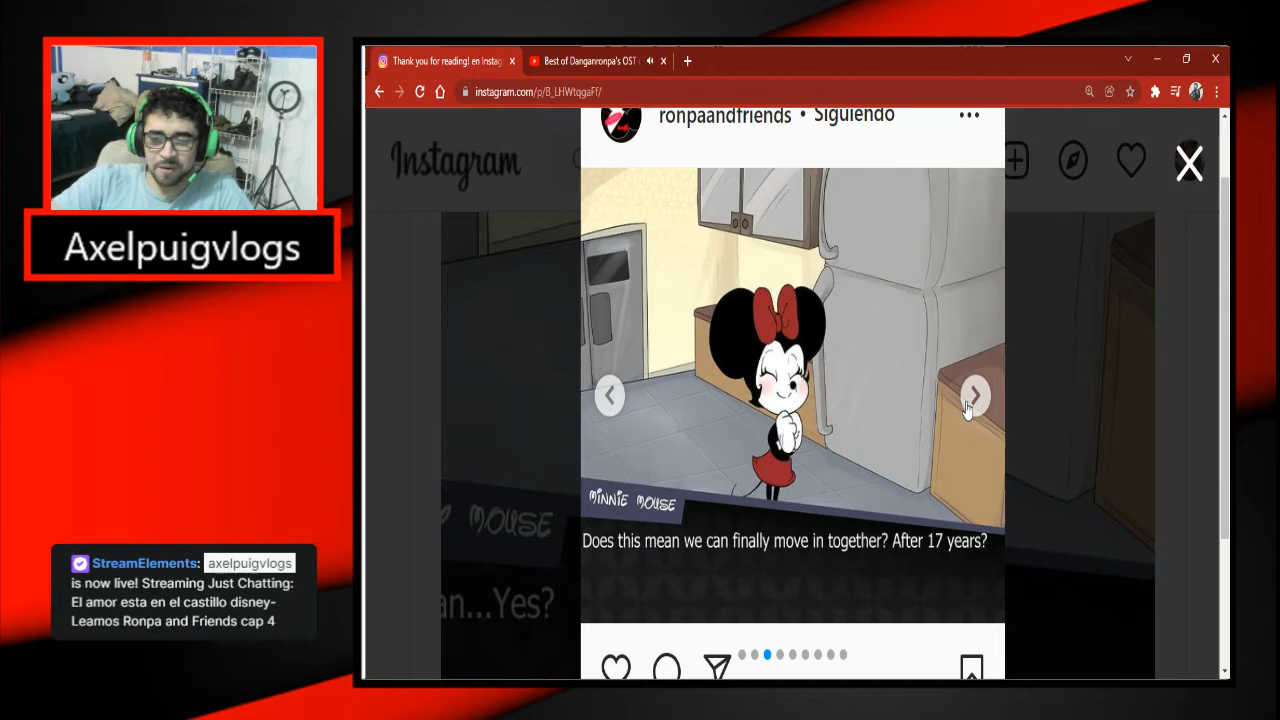 Thank you for reading! en Instag
Best of Danganronpa's OST
instagram.com/p/B_LHWtqgaFf/
ronpaandfriends • Siguiendo
Instagram
X
MINNIE MOUSE
Does this mean we can finally move in together? After 17 years?
MOUSE
an...Yes?
Axelpuigvlogs
StreamElements: axelpuigvlogs
is now live! Streaming Just Chatting:
El amor esta en el castillo disney-
Leamos Ronpa and Friends cap 4